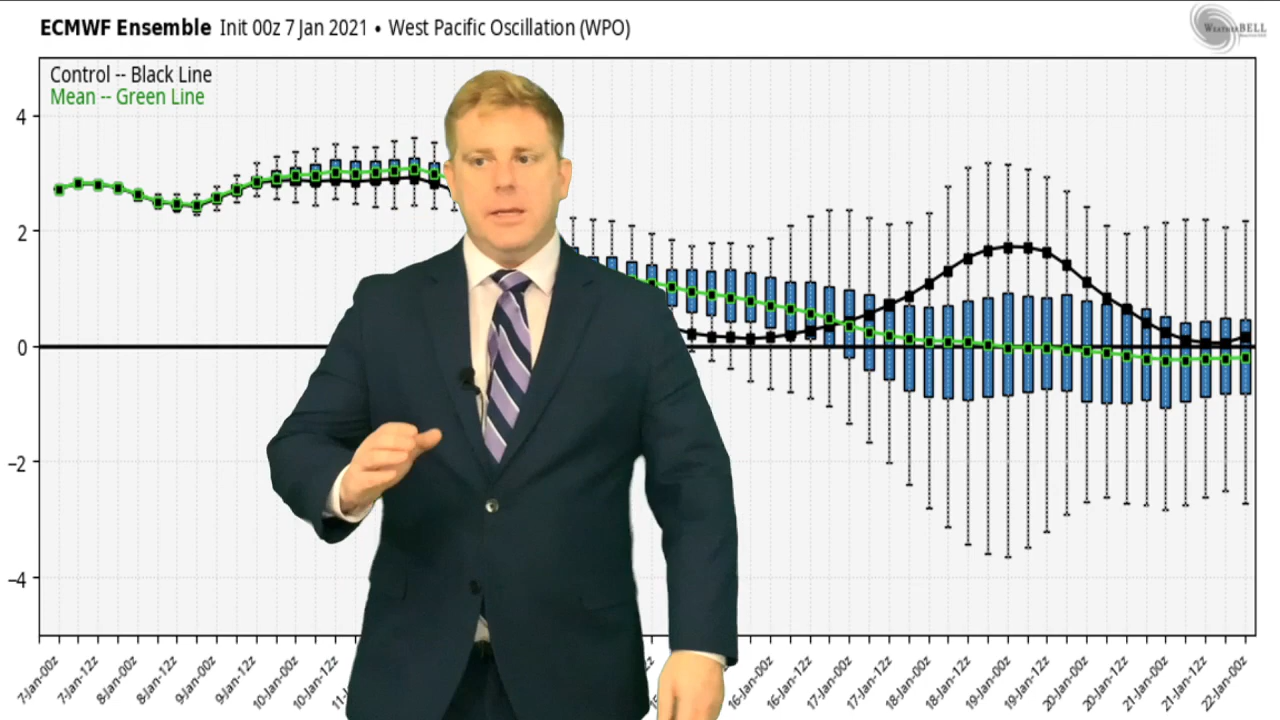 ECMWF Ensemble Init 00z 7 Jan 2021 • West Pacific Oscillation (WPO)
WEATHERBELL
Control -- Black Line
Mean -- Green Line
4
2
0
−2
−4
7-Jan-00z
7-Jan-12z
8-Jan-00z
8-Jan-12z
9-Jan-00z
9-Jan-12z
10-Jan-00z
10-Jan-12z
16-Jan-00z
16-Jan-12z
17-Jan-00z
17-Jan-12z
18-Jan-00z
18-Jan-12z
19-Jan-00z
19-Jan-12z
20-Jan-00z
20-Jan-12z
21-Jan-00z
21-Jan-12z
22-Jan-00z